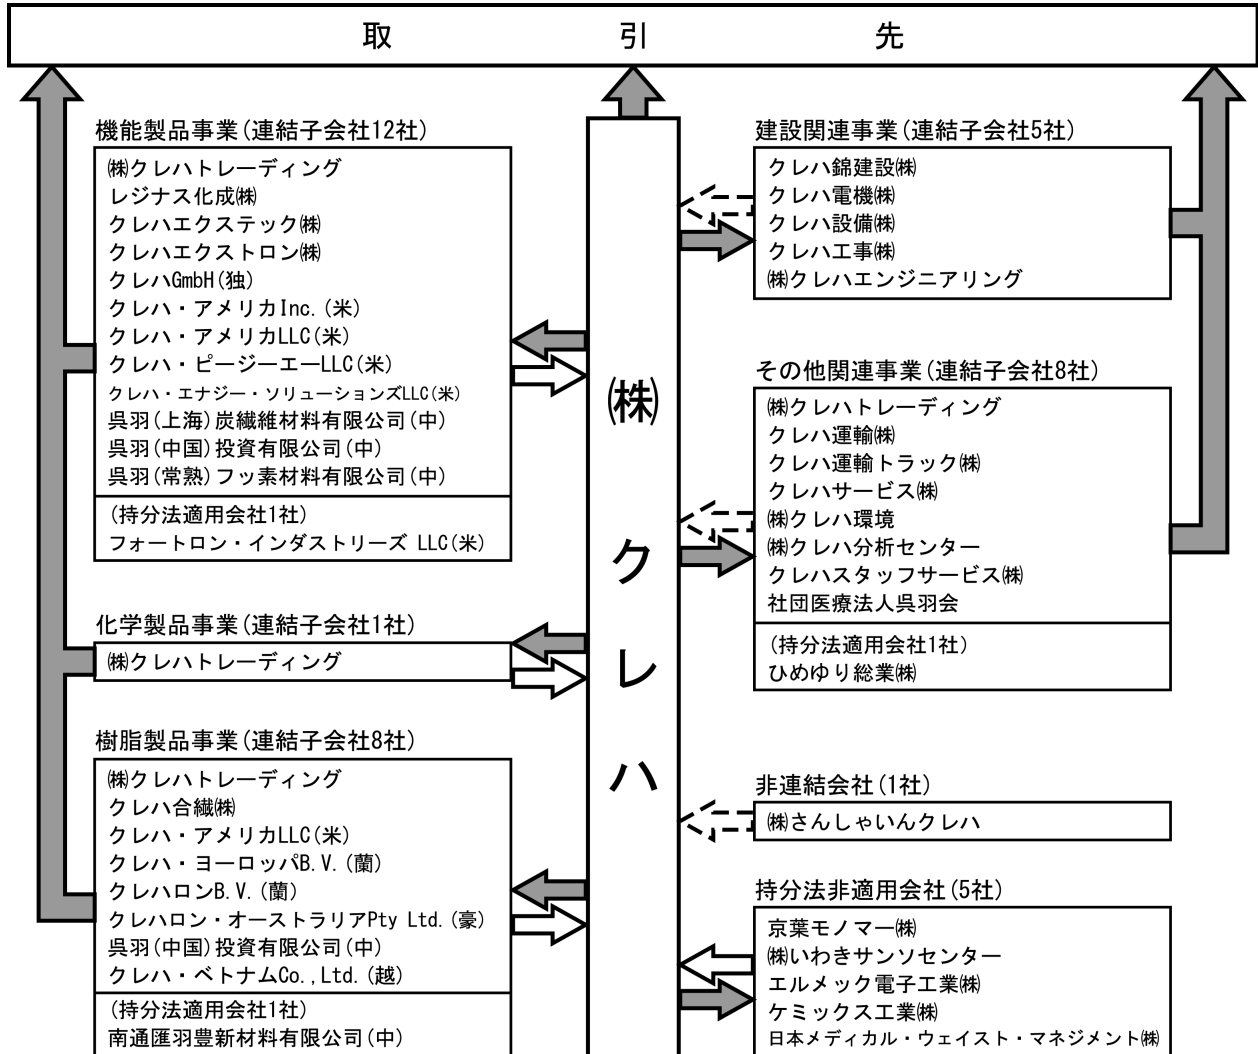 取引先
機能製品事業(連結子会社12社)
㈱クレハトレーディング
レジナス化成㈱
クレハエクステック㈱
クレハエクストロン㈱
クレハGmbH(独)
クレハ・アメリカInc.(米)
クレハ・アメリカLLC(米)
クレハ・ピージーエーLLC(米)
クレハ・エナジー・ソリューションズLLC(米)
呉羽(上海)炭繊維材料有限公司(中)
呉羽(中国)投資有限公司(中)
呉羽(常熟)フッ素材料有限公司(中)
(持分法適用会社1社)
フォートロン・インダストリーズ LLC(米)
化学製品事業(連結子会社1社)
㈱クレハトレーディング
樹脂製品事業(連結子会社8社)
㈱クレハトレーディング
クレハ合繊㈱
クレハ・アメリカLLC(米)
クレハ・ヨーロッパB.V.(蘭)
クレハロンB.V.(蘭)
クレハロン・オーストラリアPty Ltd.(豪)
呉羽(中国)投資有限公司(中)
クレハ・ベトナムCo.,Ltd.(越)
(持分法適用会社1社)
南通匯羽豊新材料有限公司(中)
㈱クレハ
建設関連事業(連結子会社5社)
クレハ錦建設㈱
クレハ電機㈱
クレハ設備㈱
クレハ工事㈱
㈱クレハエンジニアリング
その他関連事業(連結子会社8社)
㈱クレハトレーディング
クレハ運輸㈱
クレハ運輸トラック㈱
クレハサービス㈱
㈱クレハ環境
㈱クレハ分析センター
クレハスタッフサービス㈱
社団医療法人呉羽会
(持分法適用会社1社)
ひめゆり総業㈱
非連結会社(1社)
㈱さんしゃいんクレハ
持分法非適用会社(5社)
京葉モノマー㈱
㈱いわきサンソセンター
エルメック電子工業㈱
ケミックス工業㈱
日本メディカル・ウェイスト・マネジメント㈱